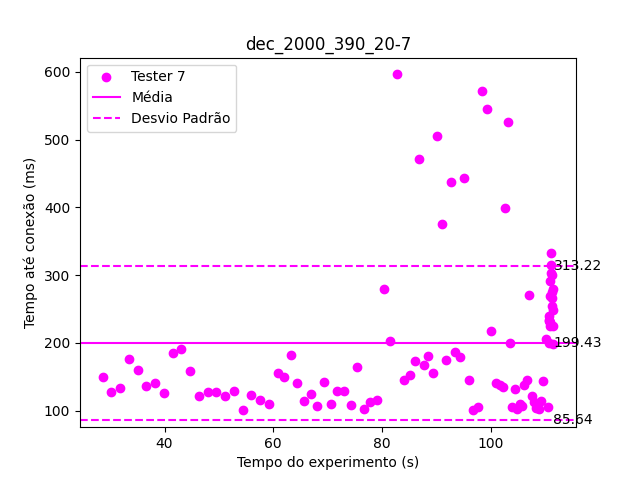 dec_2000_390_20-7
Tester 7
Média
Desvio Padrão
Tempo até conexão (ms)
600
500
400
300
200
100
313.22
199.43
85.64
40
60
80
100
Tempo do experimento (s)